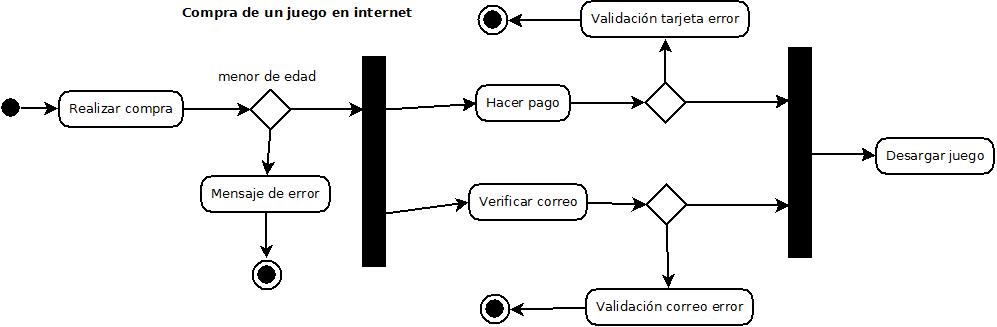 Compra de un juego en internet
Validación tarjeta error
menor de edad
Realizar compra
Hacer pago
Desargar juego
Mensaje de error
Verificar correo
Validación correo error